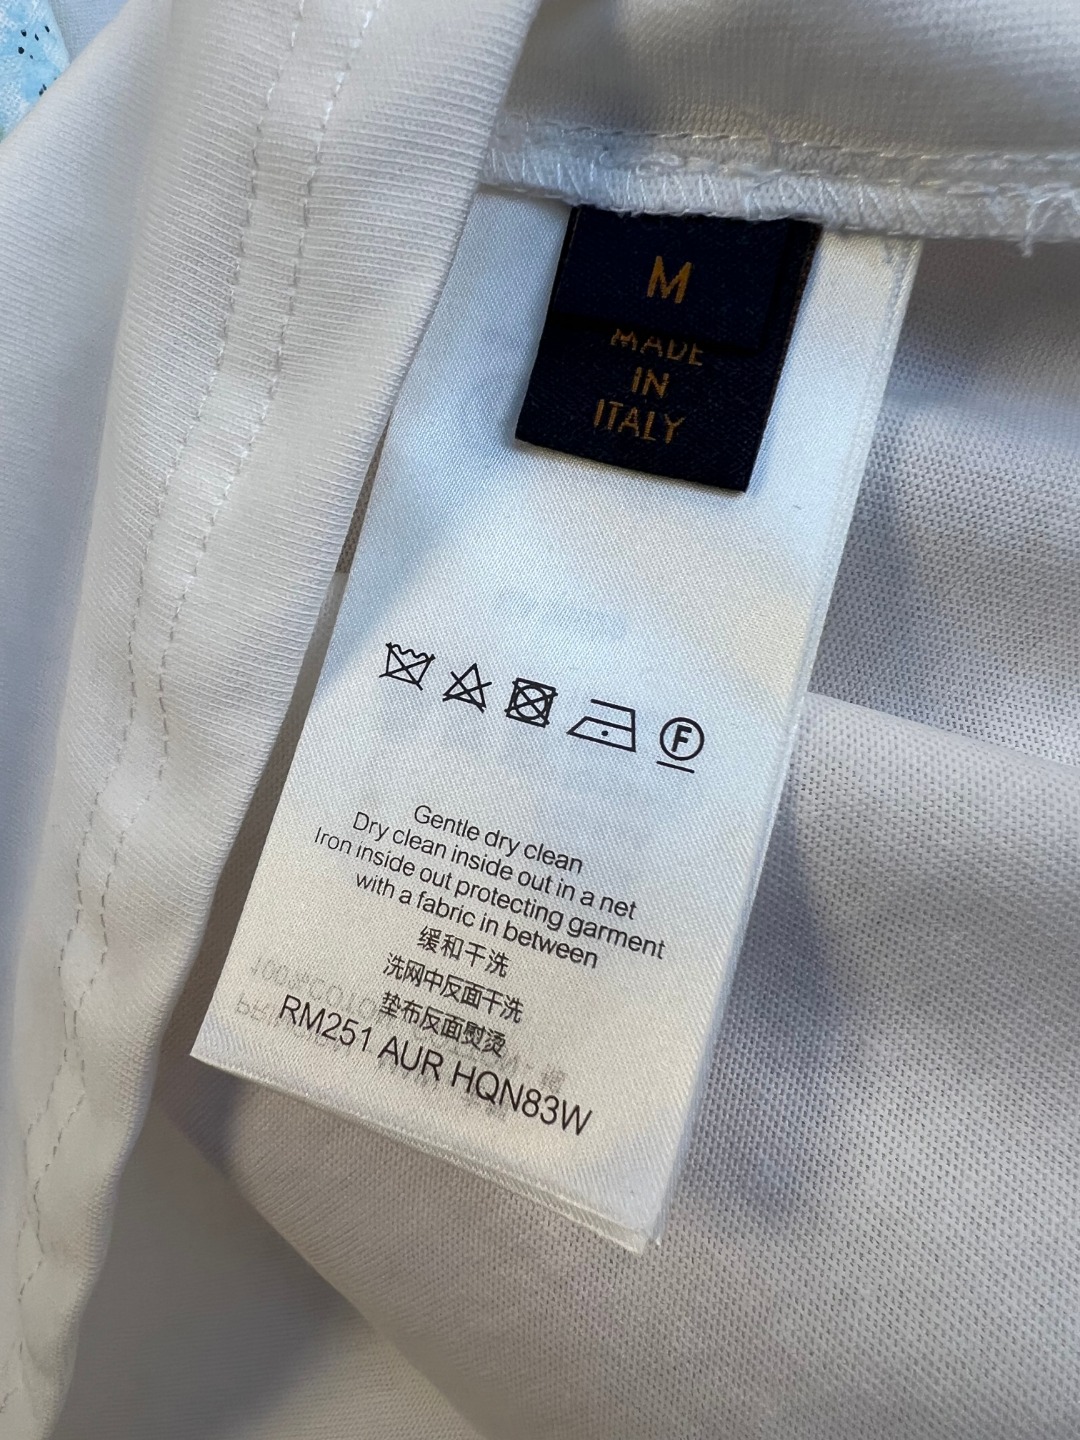 M
MADE
IN
ITALY
F
Gentle dry clean
Dry clean inside out in a net
Iron inside out protecting garment
with a fabric in between
缓和干洗
洗网中反面干洗
垫布反面熨烫
RM251 AUR HQN83W